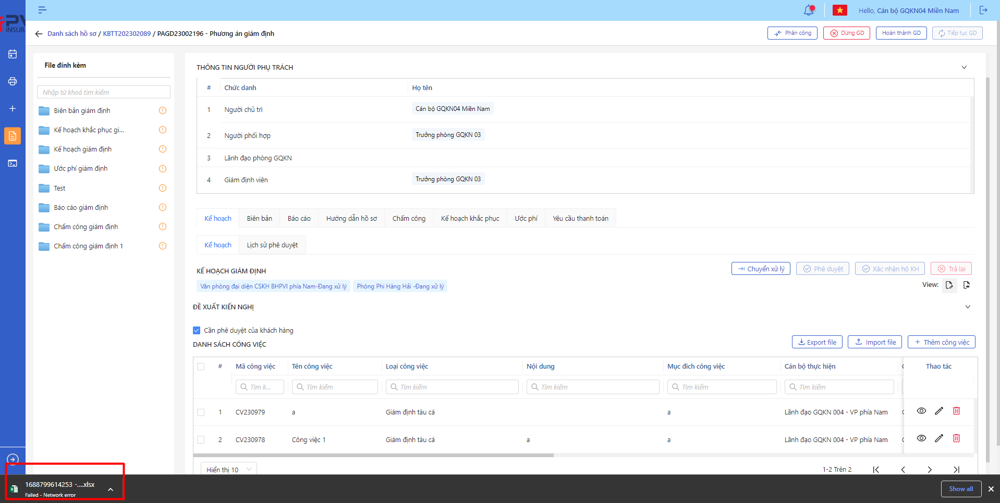 Hello, Cán bộ GQKN04 Miền Nam
PV
INSURA
Danh sách hồ sơ / KBTT202302089 / PAGD23002196 - Phương án giám định
Phân công
Dừng GD
Hoàn thành GD
Tiếp tục GD
File đính kèm
Nhập từ khoá tìm kiếm
Biên bản giám định
Kế hoạch khắc phục gi...
Kế hoạch giám định
Ước phí giám định
Test
Báo cáo giám định
Chấm công giám định
Chấm công giám định 1
THÔNG TIN NGƯỜI PHỤ TRÁCH
# Chức danh Họ tên
1 Người chủ trì Cán bộ GQKN04 Miền Nam
2 Người phối hợp Trưởng phòng GQKN 03
3 Lãnh đạo phòng GQKN
4 Giám định viên Trưởng phòng GQKN 03
Kế hoạch Biên bản Báo cáo Hướng dẫn hồ sơ Chấm công Kế hoạch khắc phục Ước phí Yêu cầu thanh toán
Kế hoạch Lịch sử phê duyệt
KẾ HOẠCH GIÁM ĐỊNH
Chuyển xử lý
Phê duyệt
Xác nhận hộ KH
Trả lại
Văn phòng đại diện CSKH BHPVI phía Nam-Đang xử lý
Phòng Phi Hàng Hải -Đang xử lý
View:
ĐỀ XUẤT KIẾN NGHỊ
Cần phê duyệt của khách hàng
DANH SÁCH CÔNG VIỆC
Export file
Import file
Thêm công việc
# Mã công việc Tên công việc Loại công việc Nội dung Mục đích công việc Cán bộ thực hiện Thao tác
Tìm k... Tìm kiếm Tìm kiếm Tìm kiếm Tìm kiếm Tìm kiếm
1 CV230979 a Giám định tàu cá a Lãnh đạo GQKN 004 - VP phía Nam
2 CV230978 Công việc 1 Giám định tàu cá a a Lãnh đạo GQKN 004 - VP phía Nam
Hiển thị 10
1-2 Trên 2
1688799614253 -....xlsx
Failed - Network error
Show all